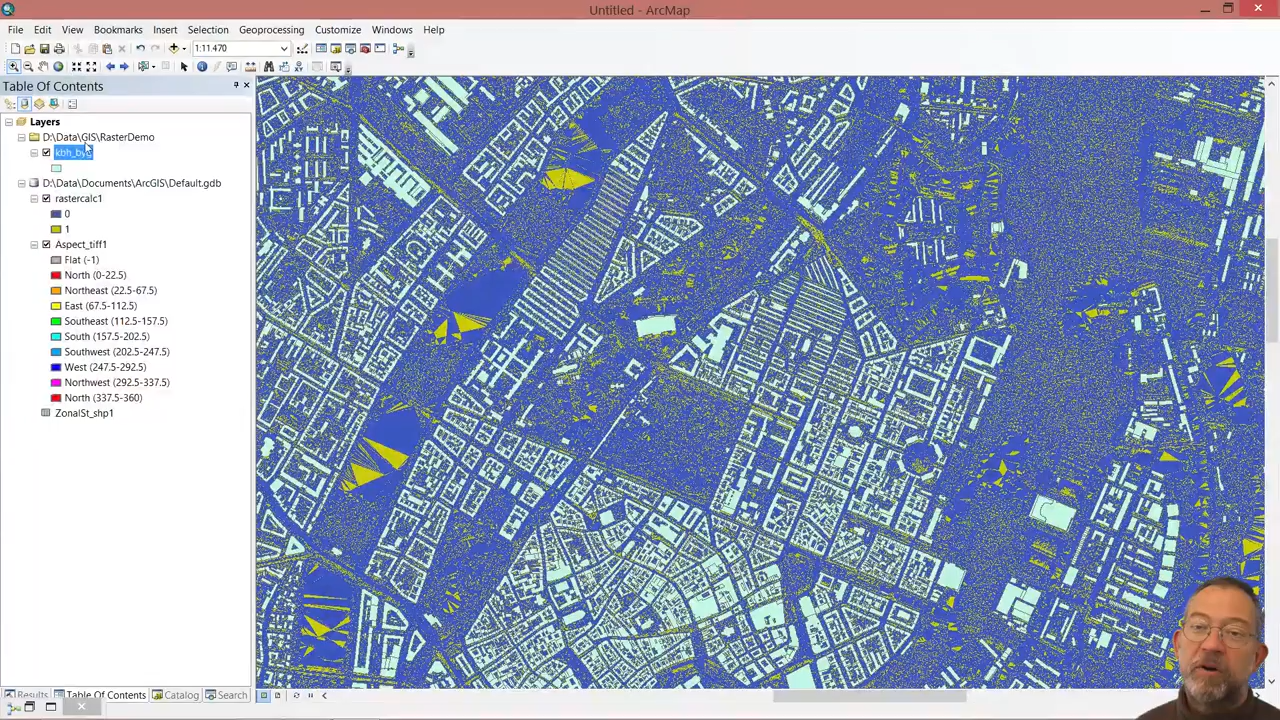 Untitled - ArcMap
File Edit View Bookmarks Insert Selection Geoprocessing Customize Windows Help
1:11.470
Table Of Contents
Layers
D:\Data\GIS\RasterDemo
D:\Data\Documents\ArcGIS\Default.gdb
rastercalc1
0
1
Aspect_tiff1
Flat (-1)
North (0-22.5)
Northeast (22.5-67.5)
East (67.5-112.5)
Southeast (112.5-157.5)
South (157.5-202.5)
Southwest (202.5-247.5)
West (247.5-292.5)
Northwest (292.5-337.5)
North (337.5-360)
ZonalSt_shp1
Results Table Of Contents Catalog Search